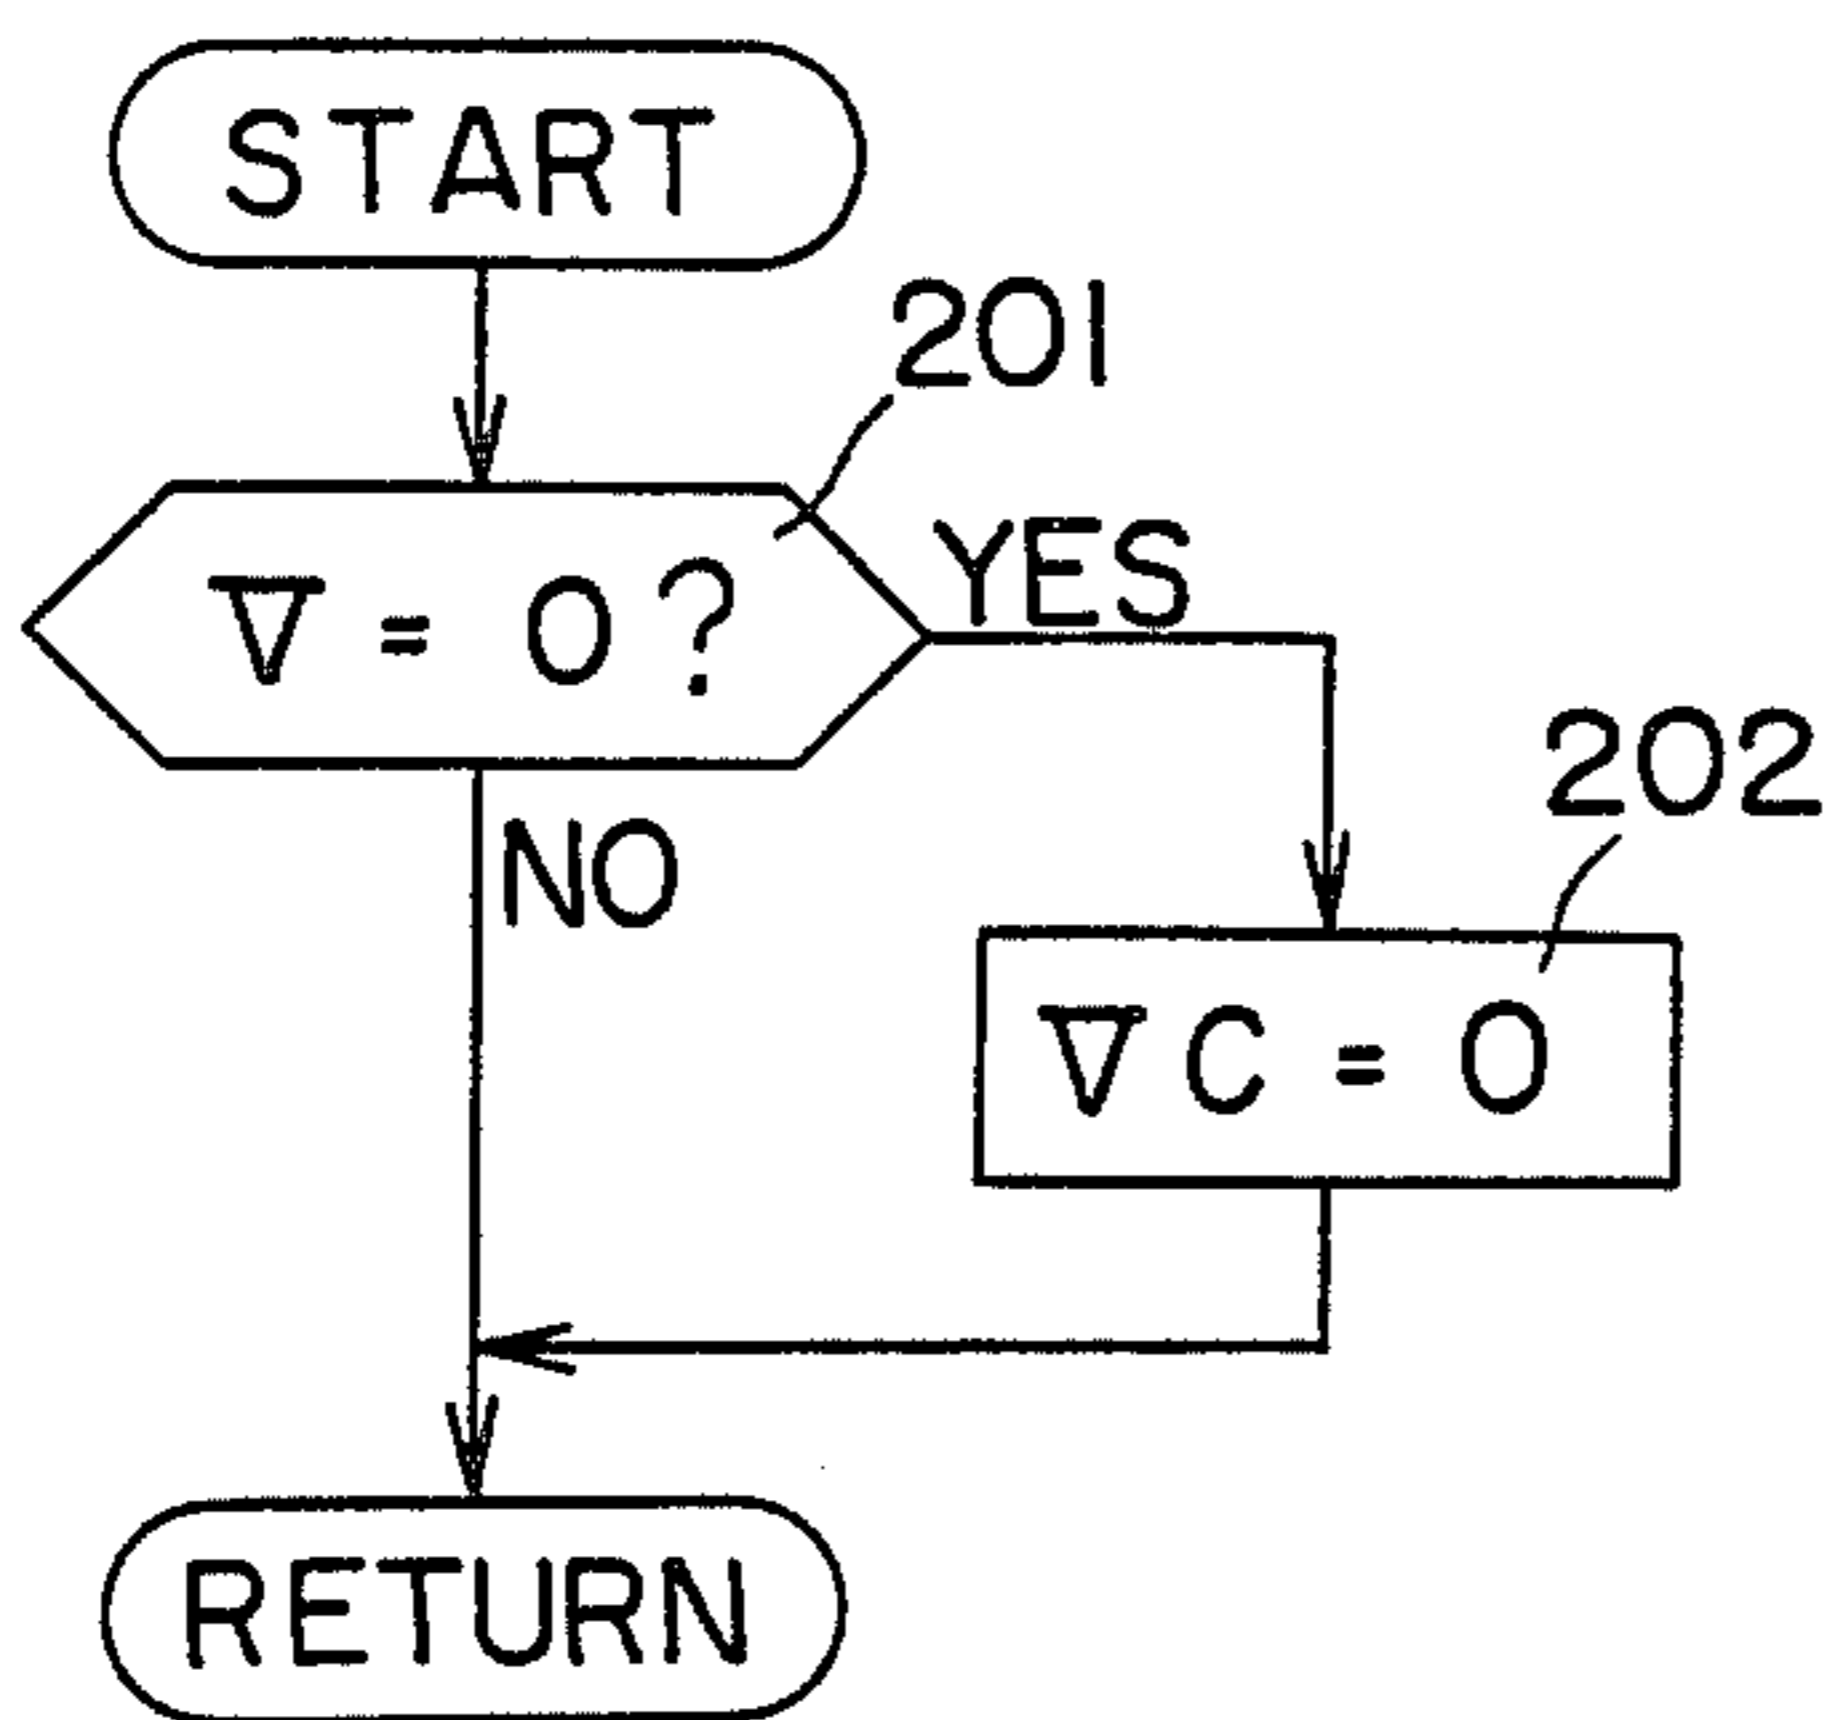 START
201
∇ = 0 ?
YES
202
NO
∇ C = 0
RETURN